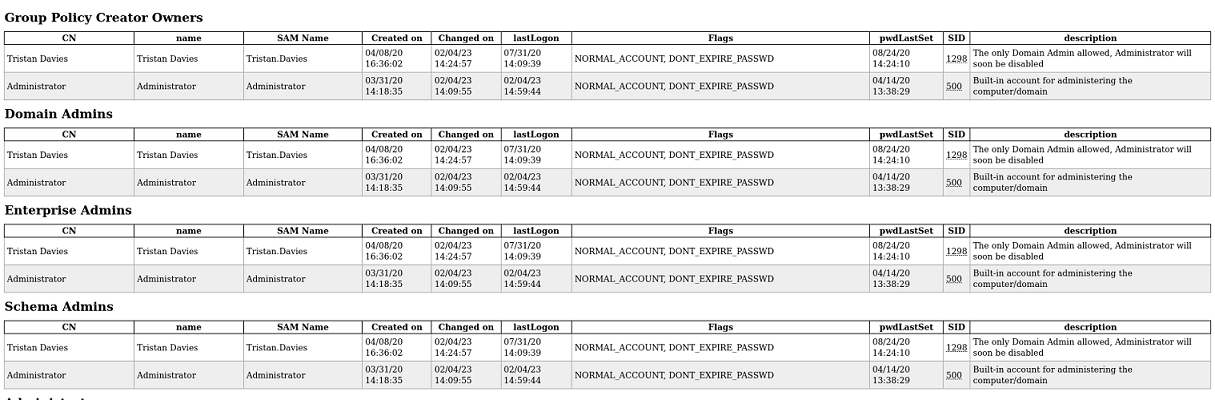 Group Policy Creator Owners
CN name SAM Name Created on Changed on lastLogon Flags pwdLastSet SID description
Tristan Davies Tristan Davies Tristan.Davies 04/08/20 16:36:02 02/04/23 14:24:57 07/31/20 14:09:39 NORMAL_ACCOUNT, DONT_EXPIRE_PASSWD 08/24/20 14:24:10 1298 The only Domain Admin allowed, Administrator will soon be disabled
Administrator Administrator Administrator 03/31/20 14:18:35 02/04/23 14:09:55 02/04/23 14:59:44 NORMAL_ACCOUNT, DONT_EXPIRE_PASSWD 04/14/20 13:38:29 500 Built-in account for administering the computer/domain
Domain Admins
CN name SAM Name Created on Changed on lastLogon Flags pwdLastSet SID description
Tristan Davies Tristan Davies Tristan.Davies 04/08/20 16:36:02 02/04/23 14:24:57 07/31/20 14:09:39 NORMAL_ACCOUNT, DONT_EXPIRE_PASSWD 08/24/20 14:24:10 1298 The only Domain Admin allowed, Administrator will soon be disabled
Administrator Administrator Administrator 03/31/20 14:18:35 02/04/23 14:09:55 02/04/23 14:59:44 NORMAL_ACCOUNT, DONT_EXPIRE_PASSWD 04/14/20 13:38:29 500 Built-in account for administering the computer/domain
Enterprise Admins
CN name SAM Name Created on Changed on lastLogon Flags pwdLastSet SID description
Tristan Davies Tristan Davies Tristan.Davies 04/08/20 16:36:02 02/04/23 14:24:57 07/31/20 14:09:39 NORMAL_ACCOUNT, DONT_EXPIRE_PASSWD 08/24/20 14:24:10 1298 The only Domain Admin allowed, Administrator will soon be disabled
Administrator Administrator Administrator 03/31/20 14:18:35 02/04/23 14:09:55 02/04/23 14:59:44 NORMAL_ACCOUNT, DONT_EXPIRE_PASSWD 04/14/20 13:38:29 500 Built-in account for administering the computer/domain
Schema Admins
CN name SAM Name Created on Changed on lastLogon Flags pwdLastSet SID description
Tristan Davies Tristan Davies Tristan.Davies 04/08/20 16:36:02 02/04/23 14:24:57 07/31/20 14:09:39 NORMAL_ACCOUNT, DONT_EXPIRE_PASSWD 08/24/20 14:24:10 1298 The only Domain Admin allowed, Administrator will soon be disabled
Administrator Administrator Administrator 03/31/20 14:18:35 02/04/23 14:09:55 02/04/23 14:59:44 NORMAL_ACCOUNT, DONT_EXPIRE_PASSWD 04/14/20 13:38:29 500 Built-in account for administering the computer/domain